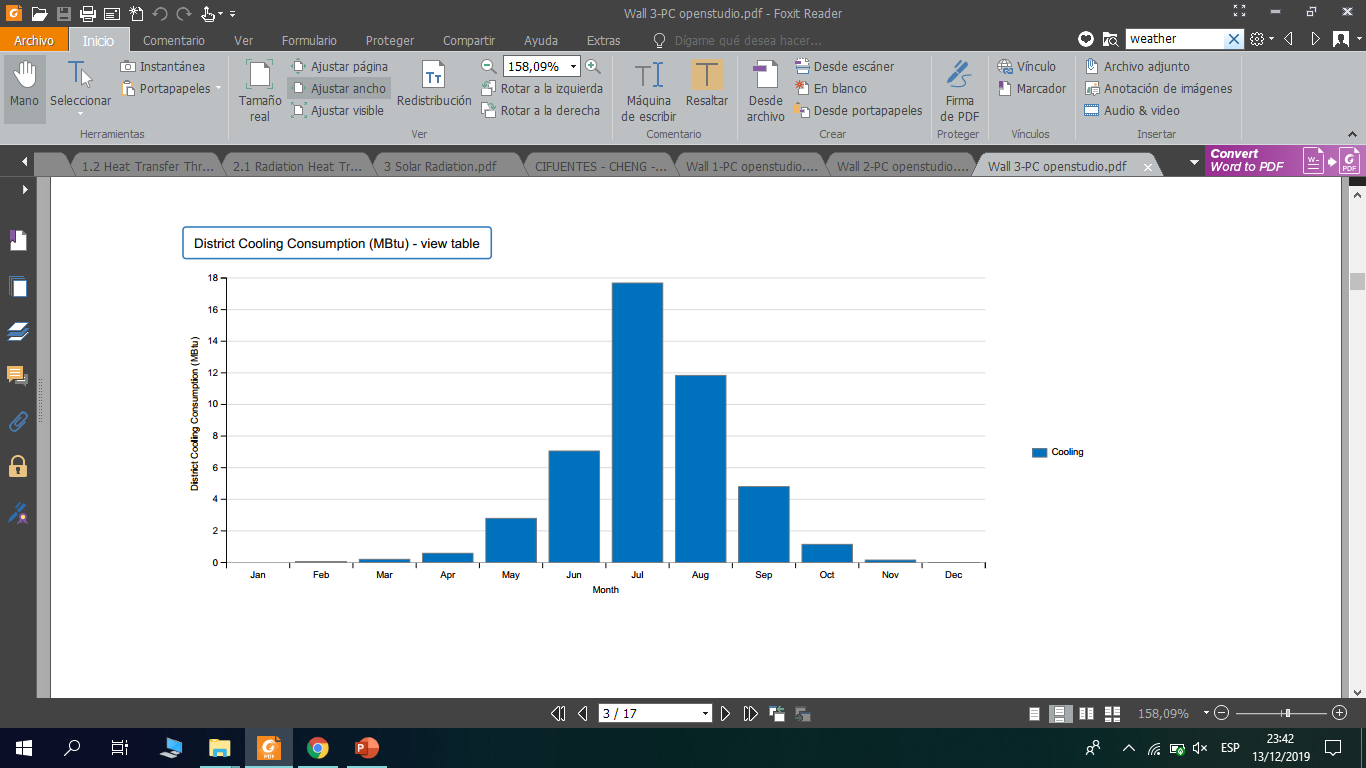 Wall 3-PC openstudio.pdf - Foxit Reader
Archivo Inicio Comentario Ver Formulario Proteger Compartir Ayuda Extras Dígame qué desea hacer... weather
Mano
Seleccionar
Instantánea
Portapapeles
Herramientas
Tamaño real
Ajustar página
Ajustar ancho
Ajustar visible
Redistribución
158,09%
Rotar a la izquierda
Rotar a la derecha
Ver
Máquina de escribir
Resaltar
Comentario
Desde archivo
Desde escáner
En blanco
Desde portapapeles
Crear
Firma de PDF
Proteger
Vínculo
Marcador
Vínculos
Archivo adjunto
Anotación de imágenes
Audio & video
Insertar
1.2 Heat Transfer Thr... 2.1 Radiation Heat Tr... 3 Solar Radiation.pdf CIFUENTES - CHENG -... Wall 1-PC openstudio.... Wall 2-PC openstudio.... Wall 3-PC openstudio.pdf
Convert
Word to PDF
District Cooling Consumption (MBtu) - view table
District Cooling Consumption (MBtu)
18
16
14
12
10
8
6
4
2
0
Jan Feb Mar Apr May Jun Jul Aug Sep Oct Nov Dec
Month
Cooling
3 / 17
158,09%
PDF
ESP
23:42
13/12/2019